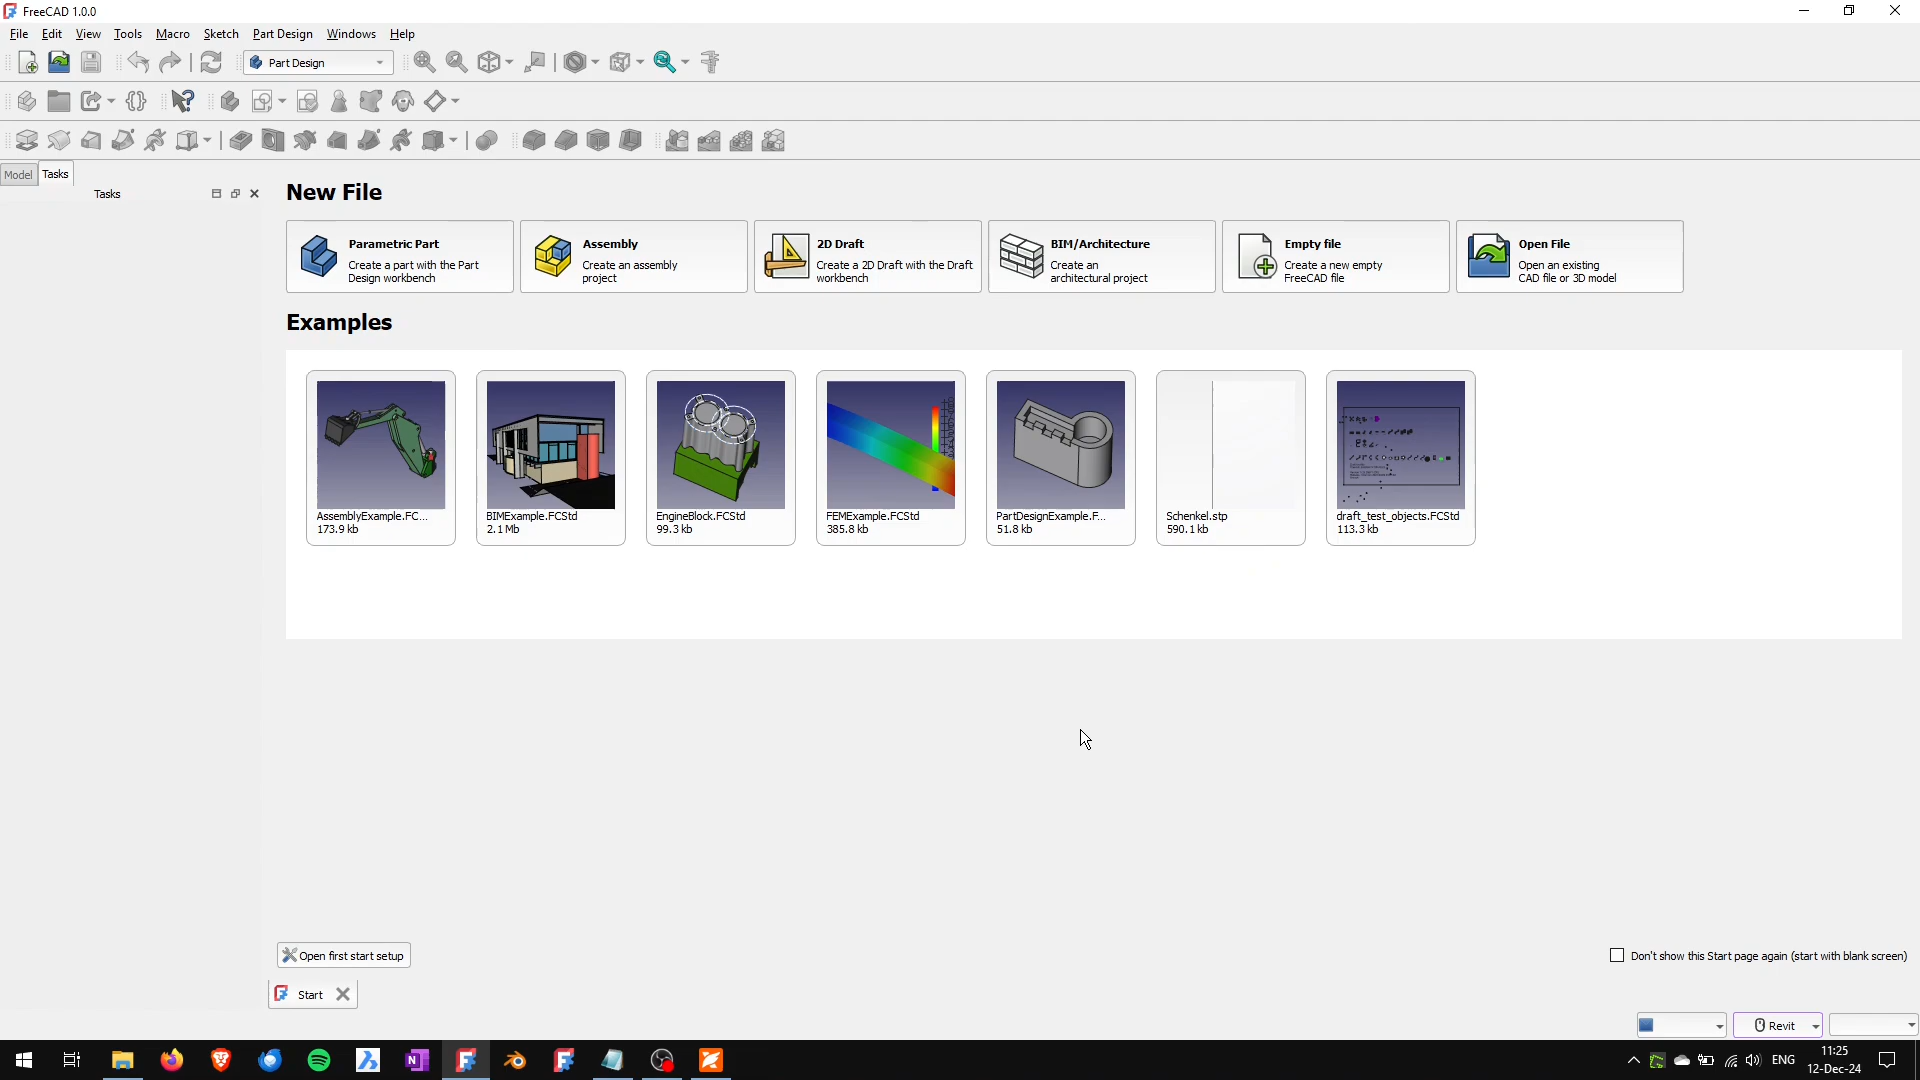 FreeCAD 1.0.0
File Edit View Tools Macro Sketch Part Design Windows Help
Part Design
Model Tasks
Tasks
New File
Parametric Part
Create a part with the Part
Design workbench
Assembly
Create an assembly
project
2D Draft
Create a 2D Draft with the Draft
workbench
BIM/Architecture
Create an
architectural project
Empty file
Create a new empty
FreeCAD file
Open File
Open an existing
CAD file or 3D model
Examples
AssemblyExample.FC...
173.9 kb
BIMExample.FCStd
2.1 Mb
EngineBlock.FCStd
99.3 kb
FEMExample.FCStd
385.8 kb
PartDesignExample.F...
51.8 kb
Schenkel.stp
590.1 kb
draft_test_objects.FCStd
113.3 kb
Open first start setup
Don't show this Start page again (start with blank screen)
Start
Revit
ENG
11:25
12-Dec-24